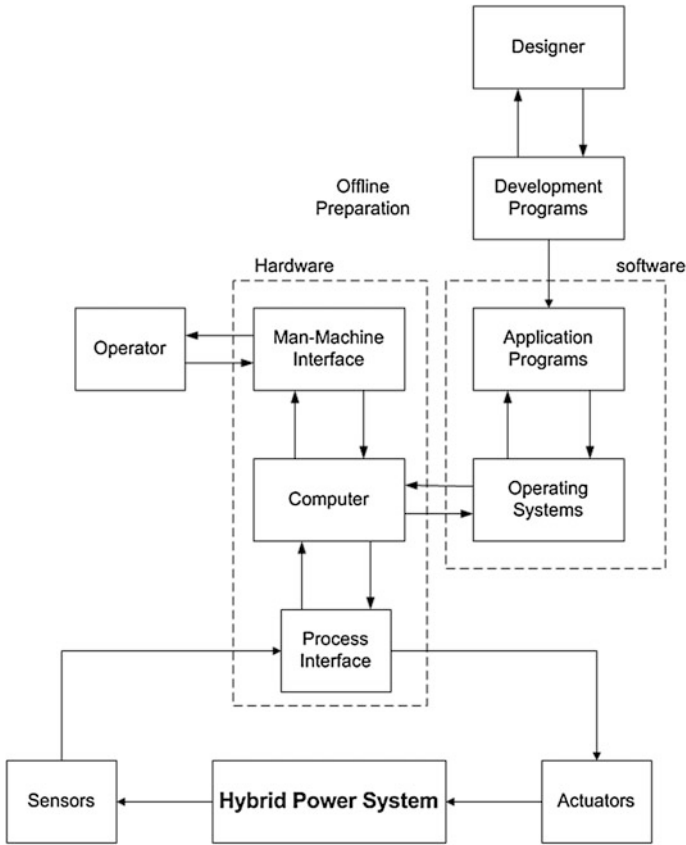 Designer
Offline
Preparation
Development
Programs
Hardware
software
Operator
Man-Machine
Interface
Application
Programs
Computer
Operating
Systems
Process
Interface
Sensors
Hybrid Power System
Actuators